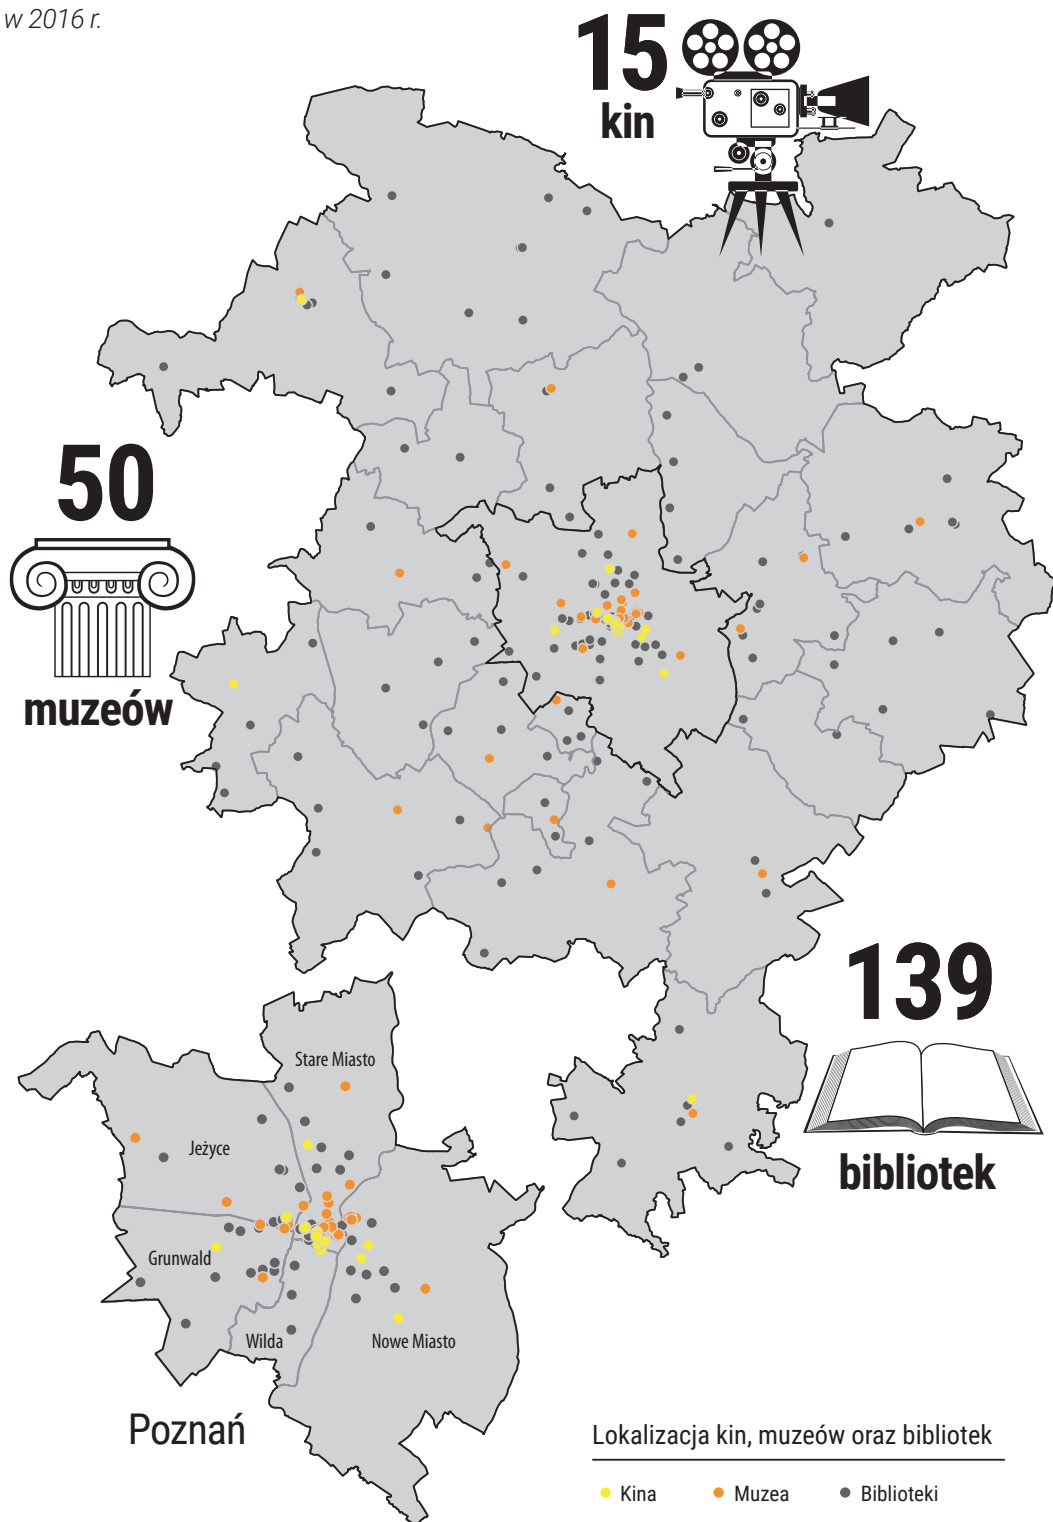 w 2016 r.
15
kin
50
muzeów
139
bibliotek
Stare Miasto
Jeżyce
Grunwald
Wilda
Nowe Miasto
Poznań
Lokalizacja kin, muzeów oraz bibliotek
Kina
Muzea
Biblioteki